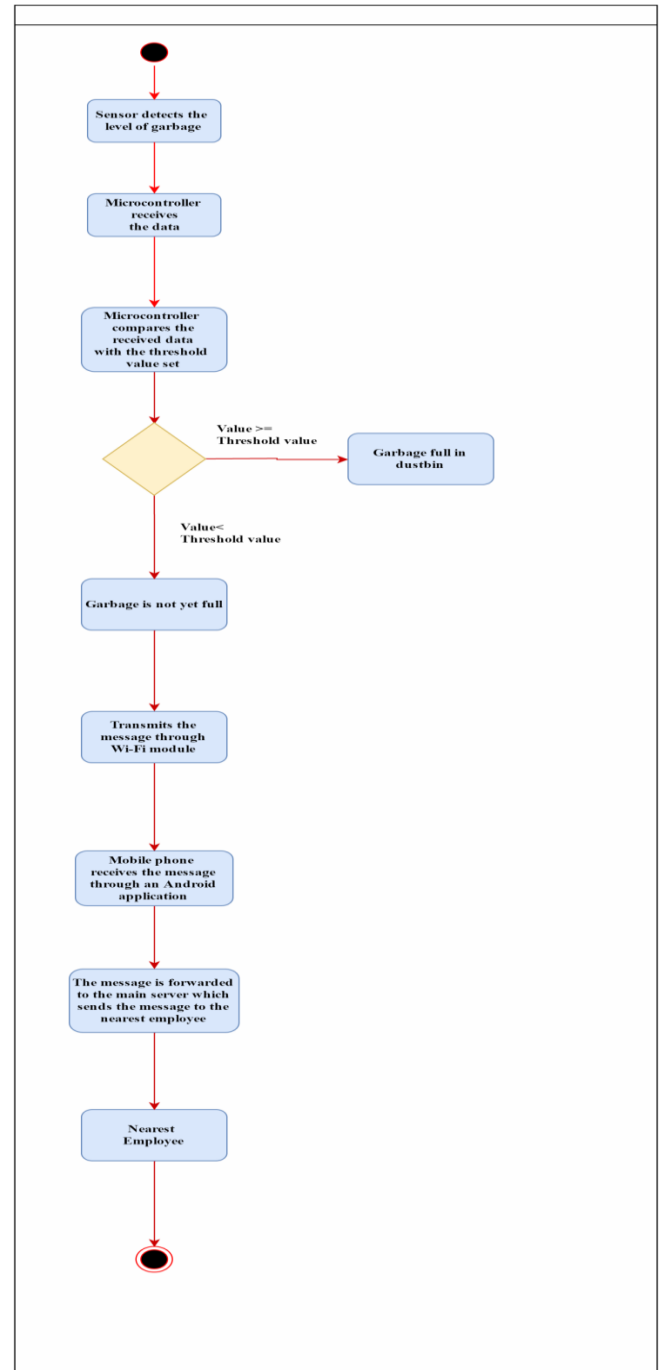 Sensor detects the
level of garbage
Microcontroller
receives
the data
Microcontroller
compares the
received data
with the threshold
value set
Value >=
Threshold value
Garbage full in
dustbin
Value<
Threshold value
Garbage is not yet full
Transmits the
message through
Wi-Fi module
Mobile phone
receives the message
through an Android
application
The message is forwarded
to the main server which
sends the message to the
nearest employee
Nearest
Employee